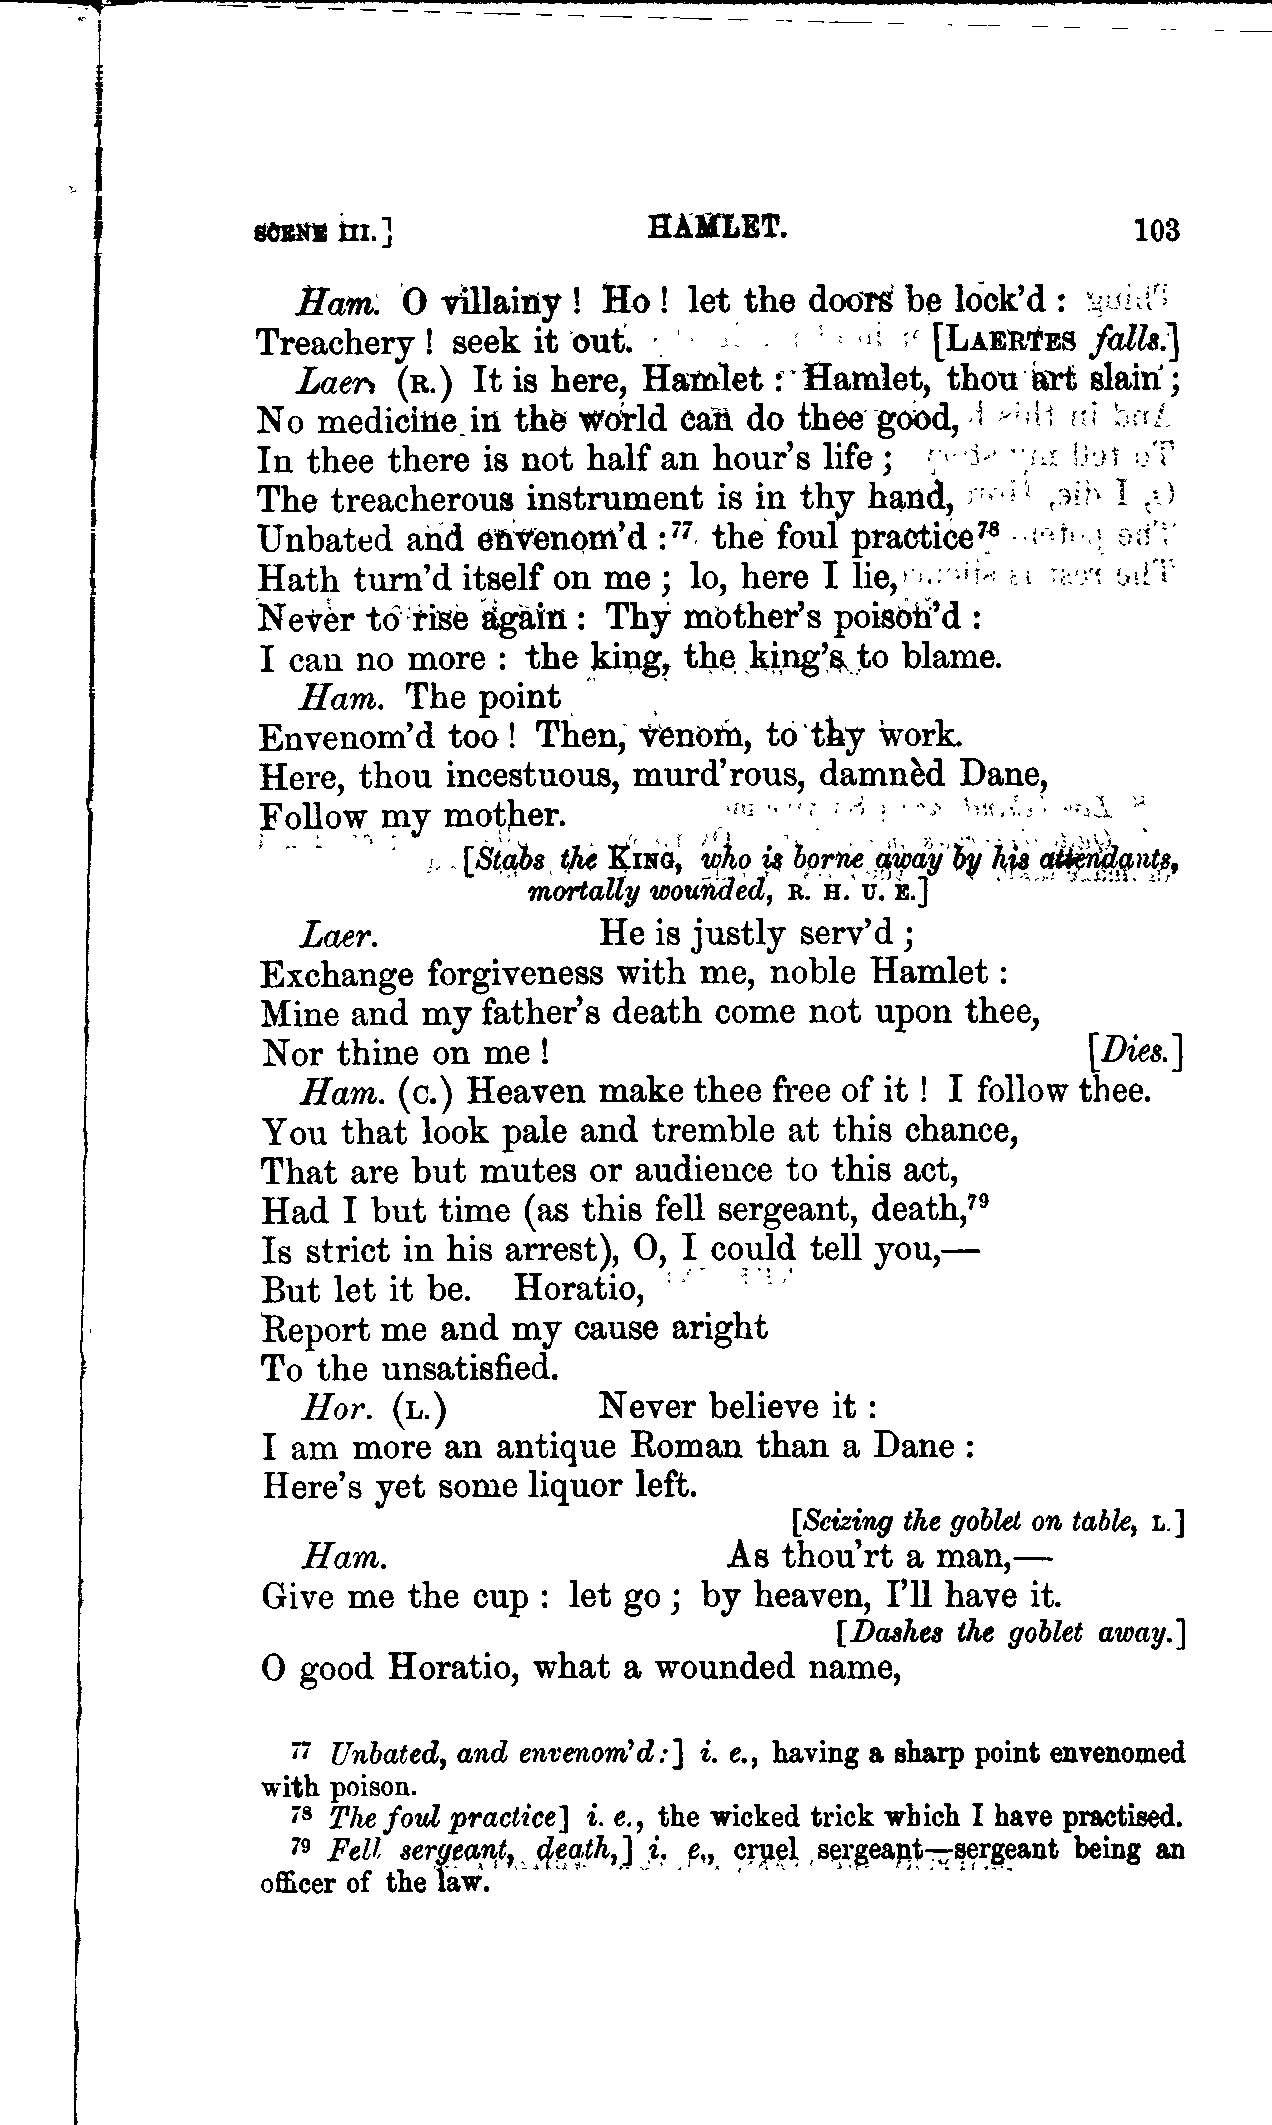 SCENE III.] HAMLET. 103
Ham. O villainy ! Ho ! let the doors be lock'd :
Treachery ! seek it out. [LAERTES falls.]
Laer. (R.) It is here, Hamlet : Hamlet, thou art slain ;
No medicine in the world can do thee good,
In thee there is not half an hour's life ;
The treacherous instrument is in thy hand,
Unbated and envenom'd :⁷⁷ the foul practice⁷⁸
Hath turn'd itself on me ; lo, here I lie,
Never to rise again : Thy mother's poison'd :
I can no more : the king, the king's to blame.
Ham. The point
Envenom'd too ! Then, venom, to thy work.
Here, thou incestuous, murd'rous, damnèd Dane,
Follow my mother.
[Stabs the KING, who is borne away by his attendants,
mortally wounded, R. H. U. E.]
Laer. He is justly serv'd ;
Exchange forgiveness with me, noble Hamlet :
Mine and my father's death come not upon thee,
Nor thine on me ! [Dies.]
Ham. (C.) Heaven make thee free of it ! I follow thee.
You that look pale and tremble at this chance,
That are but mutes or audience to this act,
Had I but time (as this fell sergeant, death,⁷⁹
Is strict in his arrest), O, I could tell you,—
But let it be. Horatio,
Report me and my cause aright
To the unsatisfied.
Hor. (L.) Never believe it :
I am more an antique Roman than a Dane :
Here's yet some liquor left.
[Seizing the goblet on table, L.]
Ham. As thou'rt a man,—
Give me the cup : let go ; by heaven, I'll have it.
[Dashes the goblet away.]
O good Horatio, what a wounded name,
⁷⁷ Unbated, and envenom'd :] i. e., having a sharp point envenomed
with poison.
⁷⁸ The foul practice] i. e., the wicked trick which I have practised.
⁷⁹ Fell sergeant, death,] i. e., cruel sergeant—sergeant being an
officer of the law.